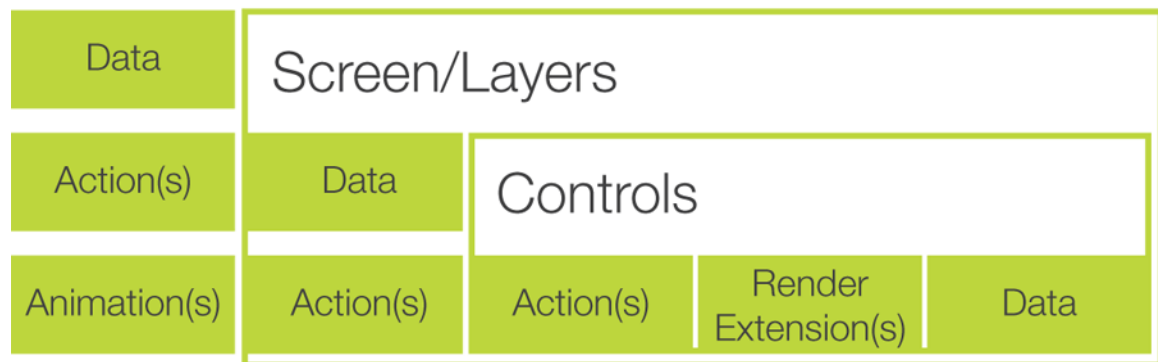 Data
Screen/Layers
Action(s)
Data
Controls
Animation(s)
Action(s)
Action(s)
Render
Extension(s)
Data